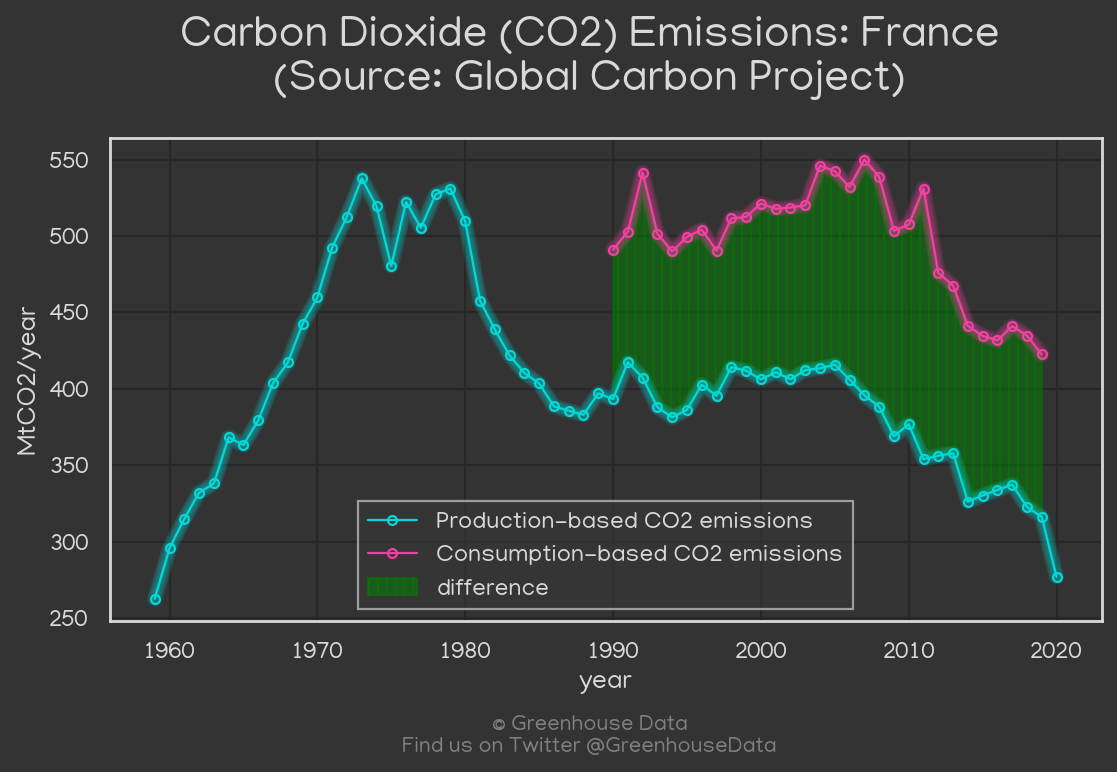 Carbon Dioxide (CO2) Emissions: France
(Source: Global Carbon Project)
MtCO2/year
550
500
450
400
350
300
250
Production-based CO2 emissions
Consumption-based CO2 emissions
difference
1960 1970 1980 1990 2000 2010 2020
year
© Greenhouse Data
Find us on Twitter @GreenhouseData